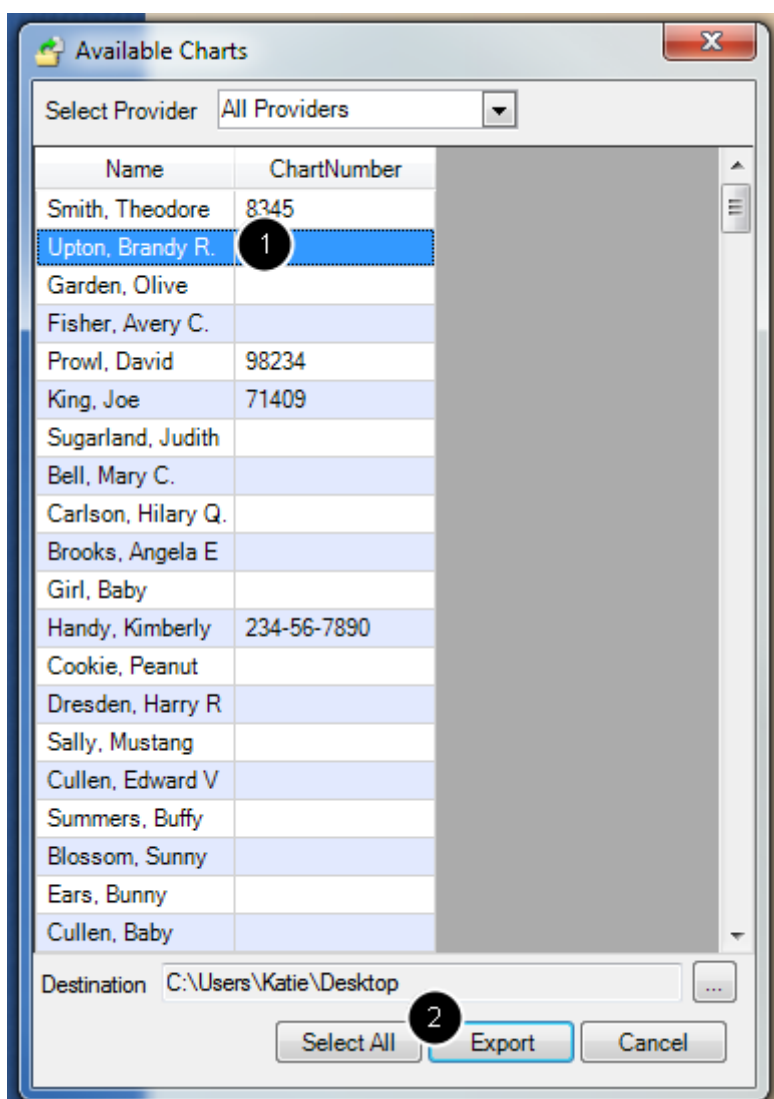 Available Charts
Select Provider All Providers
Name ChartNumber
Smith, Theodore 8345
Upton, Brandy R. 1
Garden, Olive
Fisher, Avery C.
Prowl, David 98234
King, Joe 71409
Sugarland, Judith
Bell, Mary C.
Carlson, Hilary Q.
Brooks, Angela E
Girl, Baby
Handy, Kimberly 234-56-7890
Cookie, Peanut
Dresden, Harry R
Sally, Mustang
Cullen, Edward V
Summers, Buffy
Blossom, Sunny
Ears, Bunny
Cullen, Baby
Destination C:\Users\Katie\Desktop ...
2
Select All Export Cancel